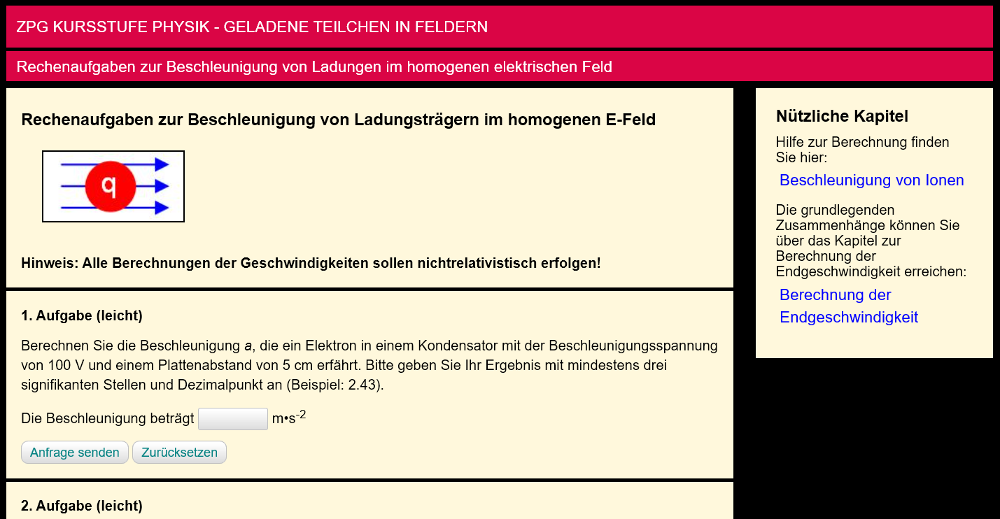 ZPG KURSSTUFE PHYSIK - GELADENE TEILCHEN IN FELDERN
Rechenaufgaben zur Beschleunigung von Ladungen im homogenen elektrischen Feld
Rechenaufgaben zur Beschleunigung von Ladungsträgern im homogenen E-Feld
q
Hinweis: Alle Berechnungen der Geschwindigkeiten sollen nichtrelativistisch erfolgen!
1. Aufgabe (leicht)
Berechnen Sie die Beschleunigung a, die ein Elektron in einem Kondensator mit der Beschleunigungsspannung
von 100 V und einem Plattenabstand von 5 cm erfährt. Bitte geben Sie Ihr Ergebnis mit mindestens drei
signifikanten Stellen und Dezimalpunkt an (Beispiel: 2.43).
Die Beschleunigung beträgt m•s-2
Anfrage senden Zurücksetzen
2. Aufgabe (leicht)
Nützliche Kapitel
Hilfe zur Berechnung finden
Sie hier:
Beschleunigung von Ionen
Die grundlegenden
Zusammenhänge können Sie
über das Kapitel zur
Berechnung der
Endgeschwindigkeit erreichen:
Berechnung der
Endgeschwindigkeit